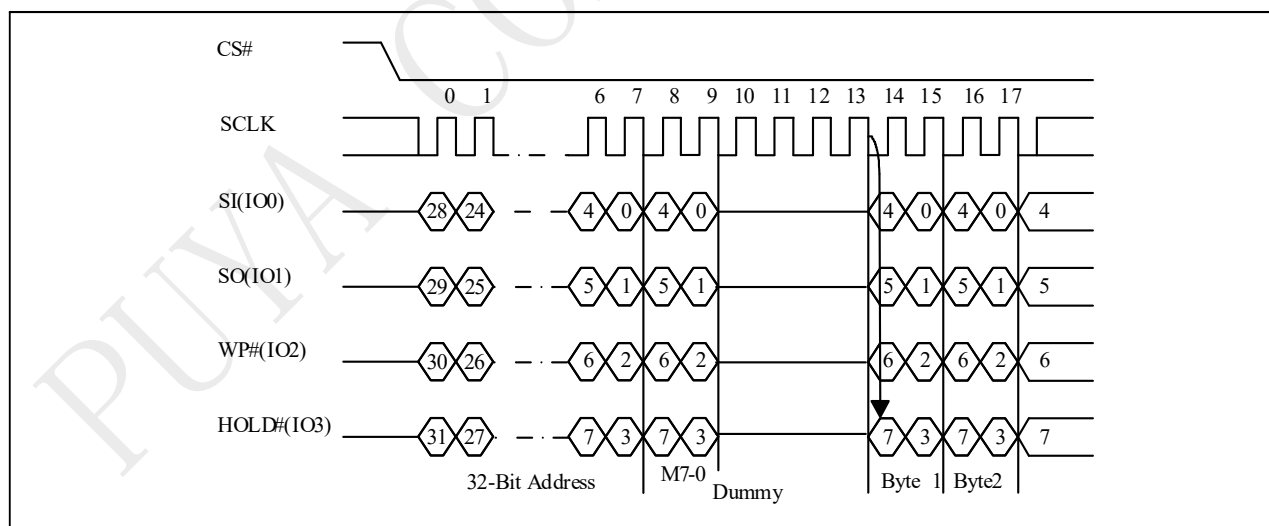 CS#
0 1 6 7 8 9 10 11 12 13 14 15 16 17
SCLK
SI(IO0) 28 24 4 0 4 0 4 0 4 0 4
SO(IO1) 29 25 5 1 5 1 5 1 5 1 5
WP#(IO2) 30 26 6 2 6 2 6 2 6 2 6
HOLD#(IO3) 31 27 7 3 7 3 7 3 7 3 7
32-Bit Address M7-0 Dummy Byte 1 Byte2
PUYA CO